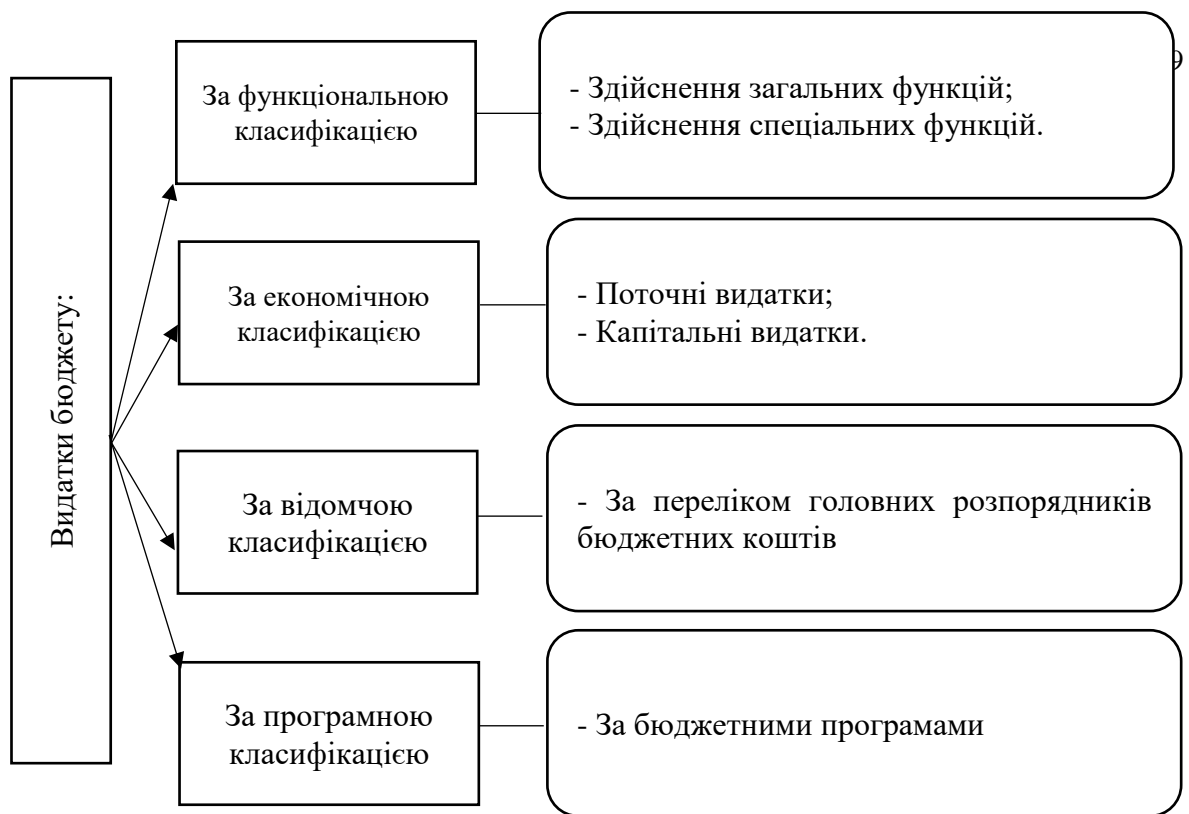 Видатки бюджету:
За функціональною
класифікацією
- Здійснення загальних функцій;
- Здійснення спеціальних функцій.
За економічною
класифікацією
- Поточні видатки;
- Капітальні видатки.
За відомчою
класифікацією
- За переліком головних розпорядників
бюджетних коштів
За програмною
класифікацією
- За бюджетними програмами